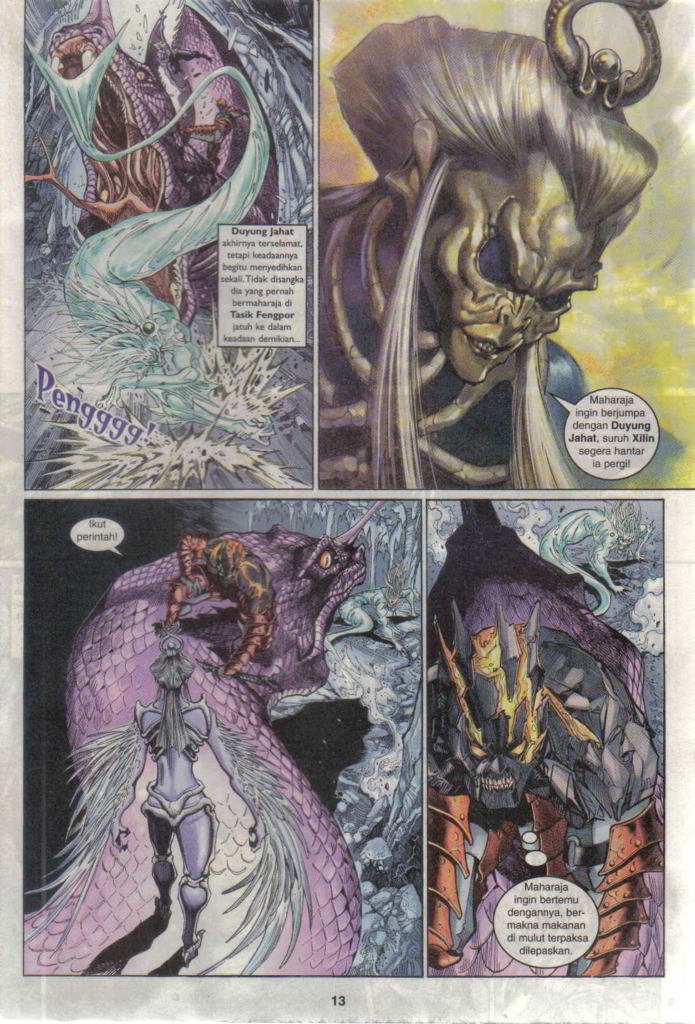 Duyung Jahat
akhirnya terselamat,
tetapi keadaannya
begitu menyedihkan
sekali. Tidak disangka
dia yang pernah
bermaharaja di
Tasik Fengpor
jatuh ke dalam
keadaan demikian...
Pengggg!
Maharaja
ingin berjumpa
dengan Duyung
Jahat, suruh Xilin
segera hantar
ia pergi!
Ikut
perintah!
Maharaja
ingin bertemu
dengannya, ber-
makna makanan
di mulut terpaksa
dilepaskan.
13